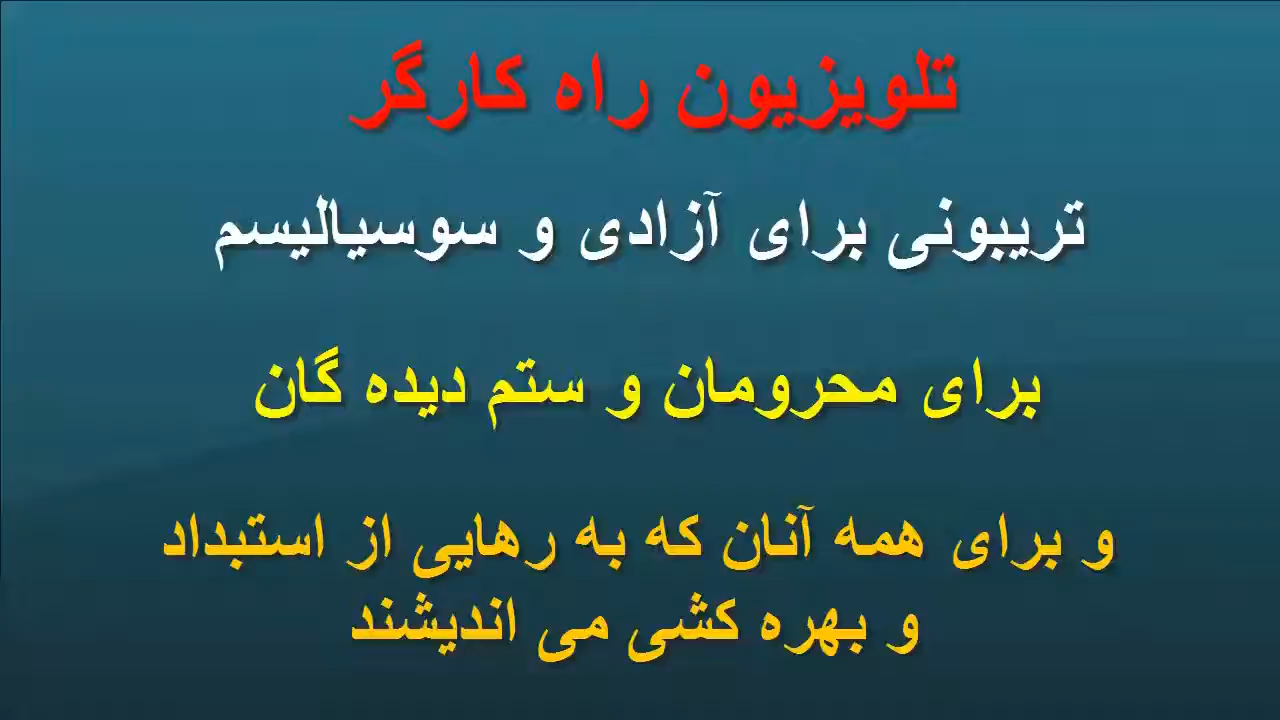 تلویزیون راه کارگر
تریبونی برای آزادی و سوسیالیسم
برای محرومان و ستم دیده گان
و برای همه آنان که به رهایی از استبداد
و بهره کشی می اندیشند